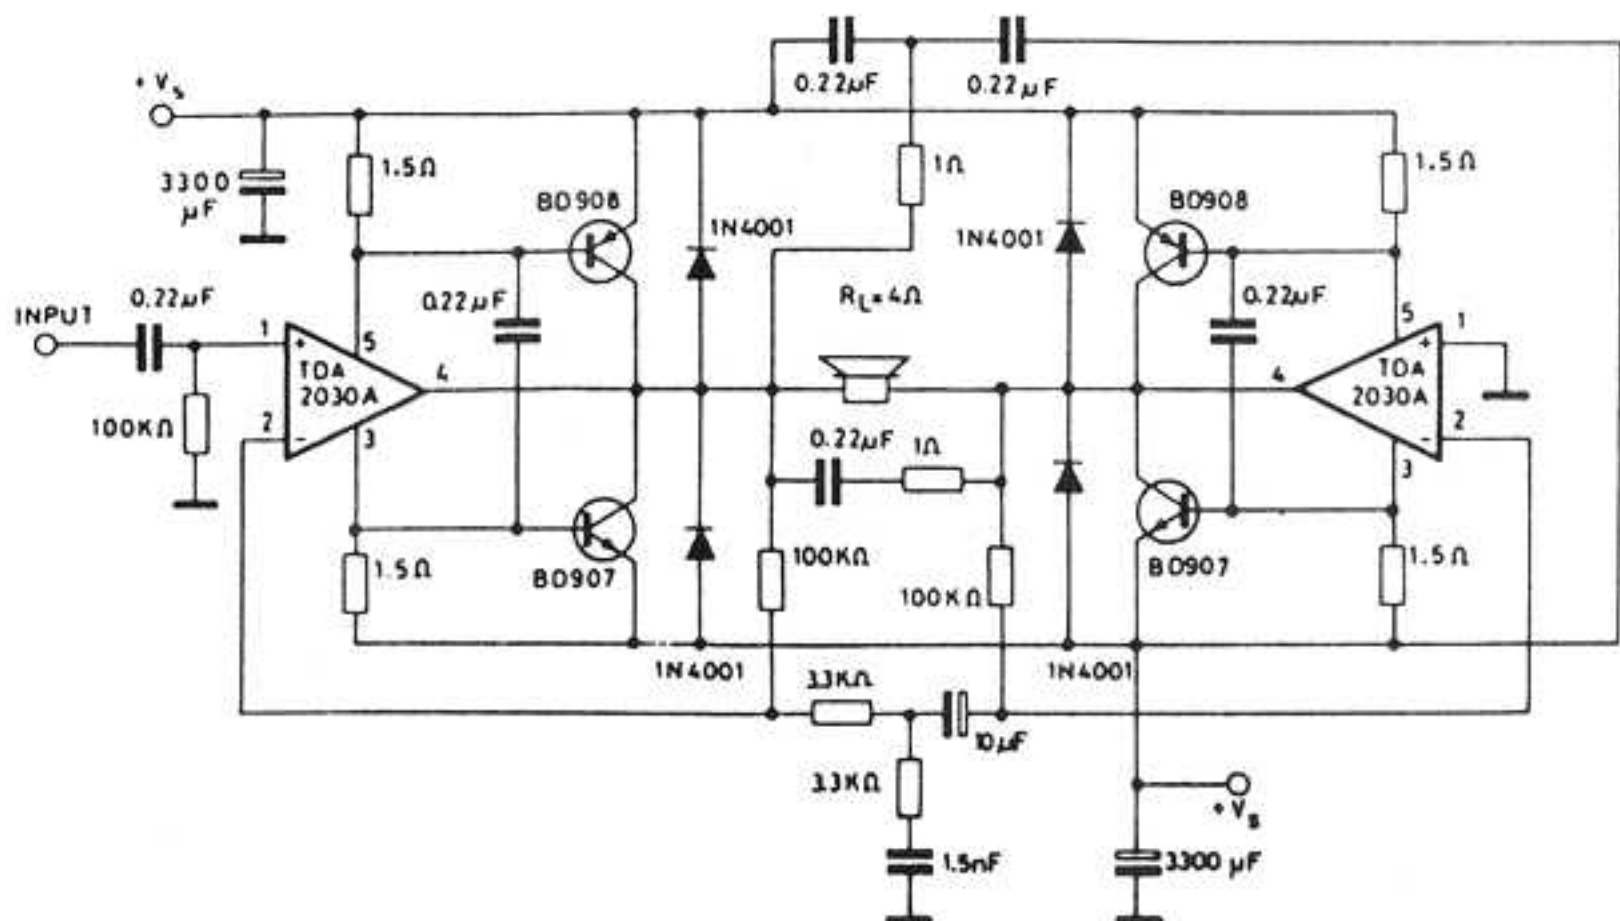 0.22µF
0.22µF
+ Vs
3300
µF
1.5Ω
BD908
1N4001
1Ω
1N4001
BD908
1.5Ω
INPUT
0.22µF
0.22µF
RL=4Ω
0.22µF
1
+
TDA
2030A
5
4
2
-
3
100KΩ
4
5
1
+
TDA
2030A
2
-
3
0.22µF
1Ω
1.5Ω
BD907
100KΩ
100KΩ
BD907
1.5Ω
1N4001
1N4001
3.3KΩ
10µF
3.3KΩ
1.5nF
+ Vs
3300 µF